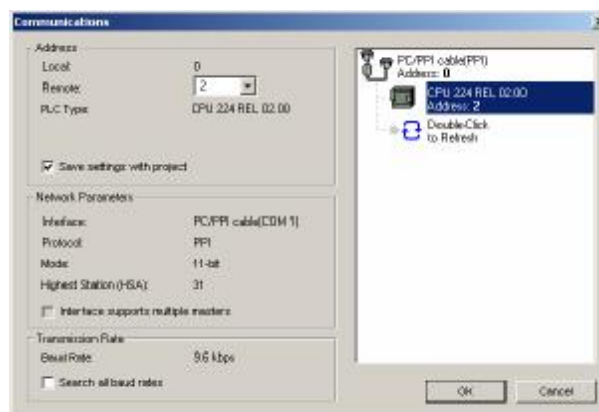 Communications
Address
Local: 0
Remote: 2
PLC Type: CPU 224 REL 02.00
Save settings with project
Network Parameters
Interface: PC/PPI cable(COM 1)
Protocol: PPI
Mode: 11-bit
Highest Station (HSA): 31
Interface supports multiple masters
Transmission Rate
Baud Rate: 9.6 kbps
Search all baud rates
PC/PPI cable(PPI)
Address: 0
CPU 224 REL 02.00
Address: 2
Double-Click
to Refresh
OK
Cancel